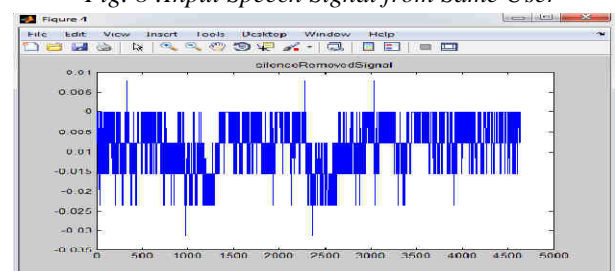 Fig. 6 :Input Speech Signal from Same User
Figure 4
File Edit View Insert Tools Desktop Window Help
silenceRemovedSignal
0.01
0.005
0
0.005
0.01
-0.015
-0.02
-0.025
-0.03
-0.035
0 500 1000 1500 2000 2500 3000 3500 4000 4500 5000